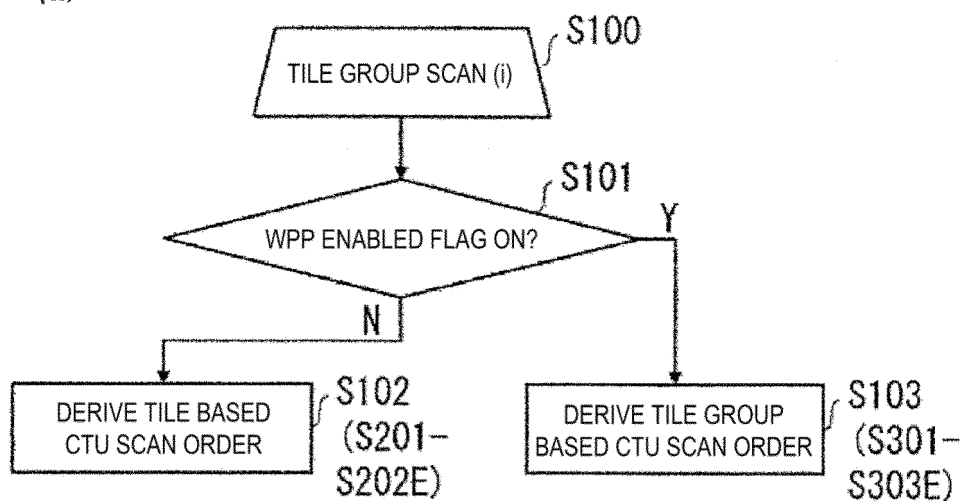 S100
TILE GROUP SCAN (i)
S101
WPP ENABLED FLAG ON?
Y
N
DERIVE TILE BASED
CTU SCAN ORDER
S102
(S201-
S202E)
DERIVE TILE GROUP
BASED CTU SCAN ORDER
S103
(S301-
S303E)